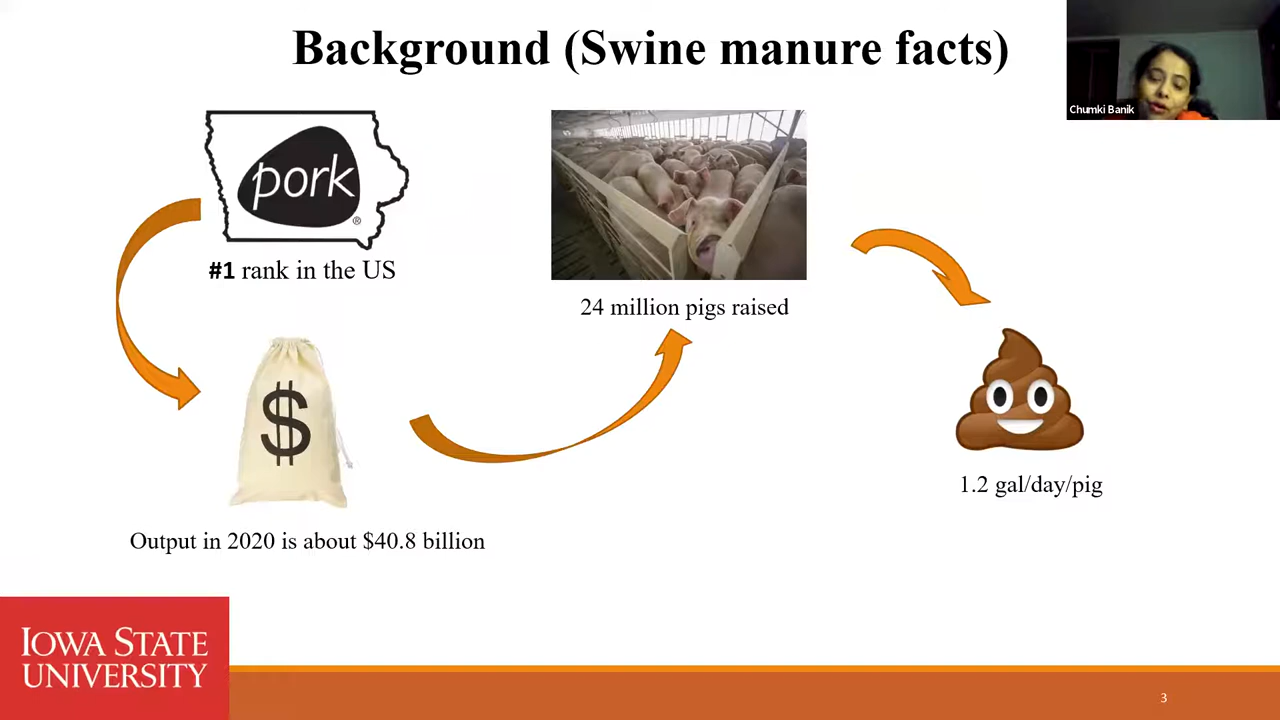 Background (Swine manure facts)
Chumki Banik
pork
®
#1 rank in the US
24 million pigs raised
$
1.2 gal/day/pig
Output in 2020 is about $40.8 billion
IOWA STATE
UNIVERSITY
3